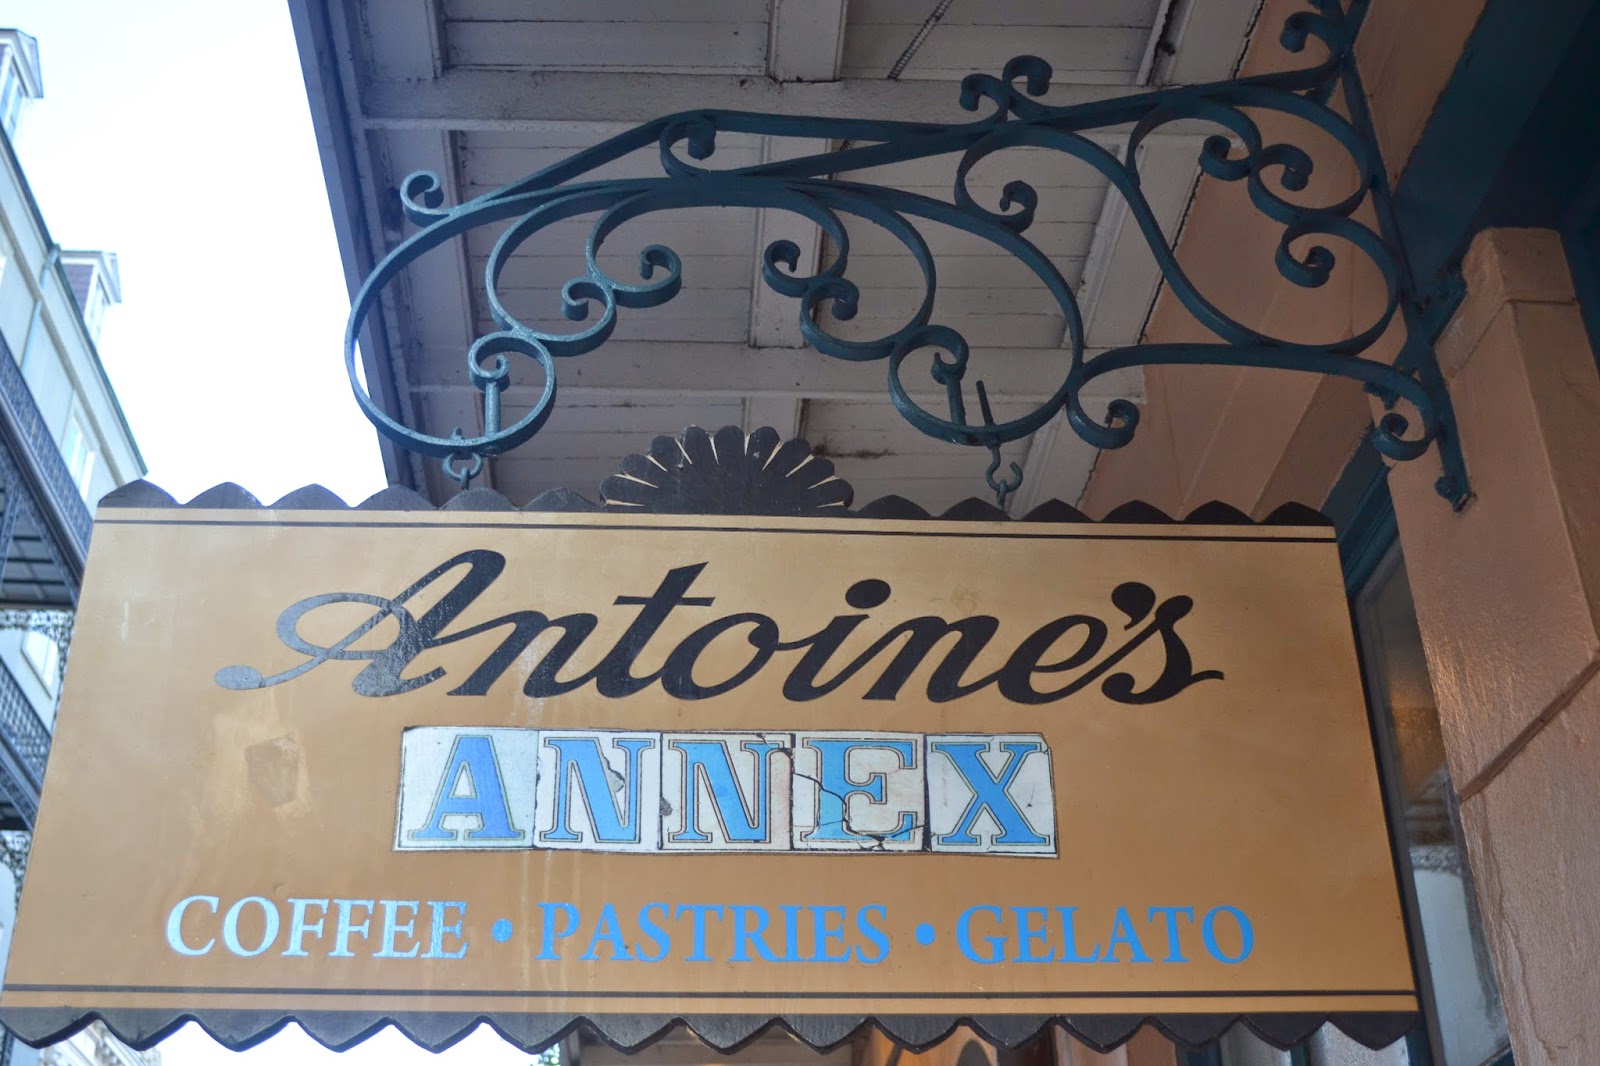 Antoine's
ANNEX
COFFEE • PASTRIES • GELATO